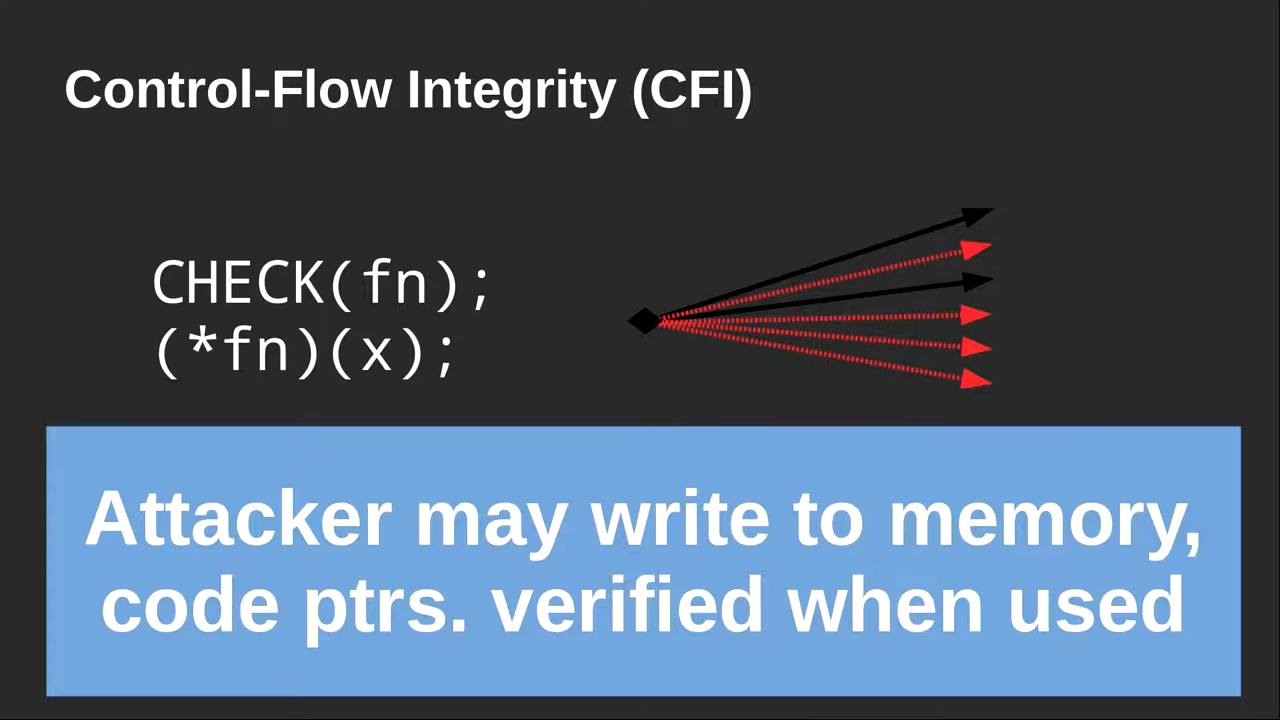 Control-Flow Integrity (CFI)
CHECK(fn);
(*fn)(x);
Attacker may write to memory,
code ptrs. verified when used